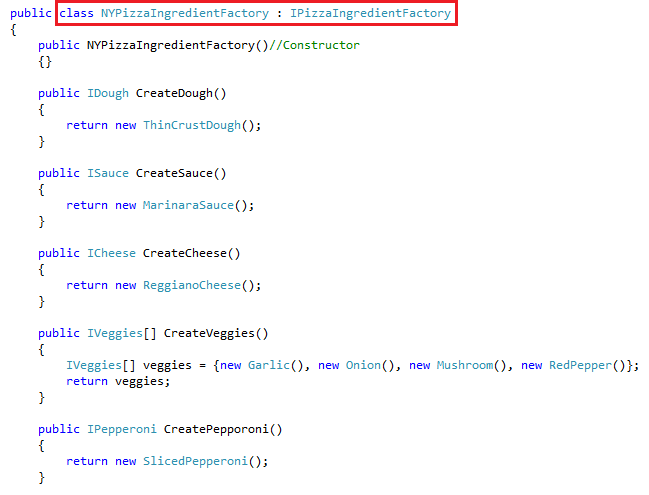 public class NYPizzaIngredientFactory : IPizzaIngredientFactory
{
    public NYPizzaIngredientFactory()//Constructor
    {}
    public IDough CreateDough()
    {
        return new ThinCrustDough();
    }
    public ISauce CreateSauce()
    {
        return new MarinaraSauce();
    }
    public ICheese CreateCheese()
    {
        return new ReggianoCheese();
    }
    public IVeggies[] CreateVeggies()
    {
        IVeggies[] veggies = {new Garlic(), new Onion(), new Mushroom(), new RedPepper()};
        return veggies;
    }
    public IPepperoni CreatePepporoni()
    {
        return new SlicedPepperoni();
    }